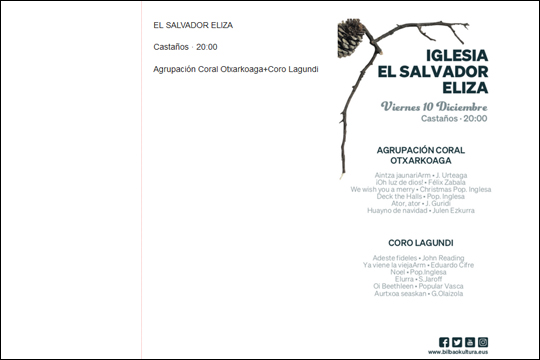 EL SALVADOR ELIZA
Castaños · 20:00
Agrupación Coral Otxarkoaga+Coro Lagundi
IGLESIA
EL SALVADOR
ELIZA
Viernes 10 Diciembre
Castaños · 20:00
AGRUPACIÓN CORAL
OTXARKOAGA
Aintza jaunariArm • J. Urteaga
¡Oh luz de dios! • Félix Zabala
We wish you a merry • Christmas Pop. Inglesa
Deck the Halls • Pop. Inglesa
Ator, ator • J. Guridi
Huayno de navidad • Julen Ezkurra
CORO LAGUNDI
Adeste fideles • John Reading
Ya viene la viejaArm • Eduardo Cifre
Noel • Pop.Inglesa
Elurra • S.Jaroff
Oi Beethleen • Popular Vasca
Aurtxoa seaskan • G.Olaizola
www.bilbaokultura.eus